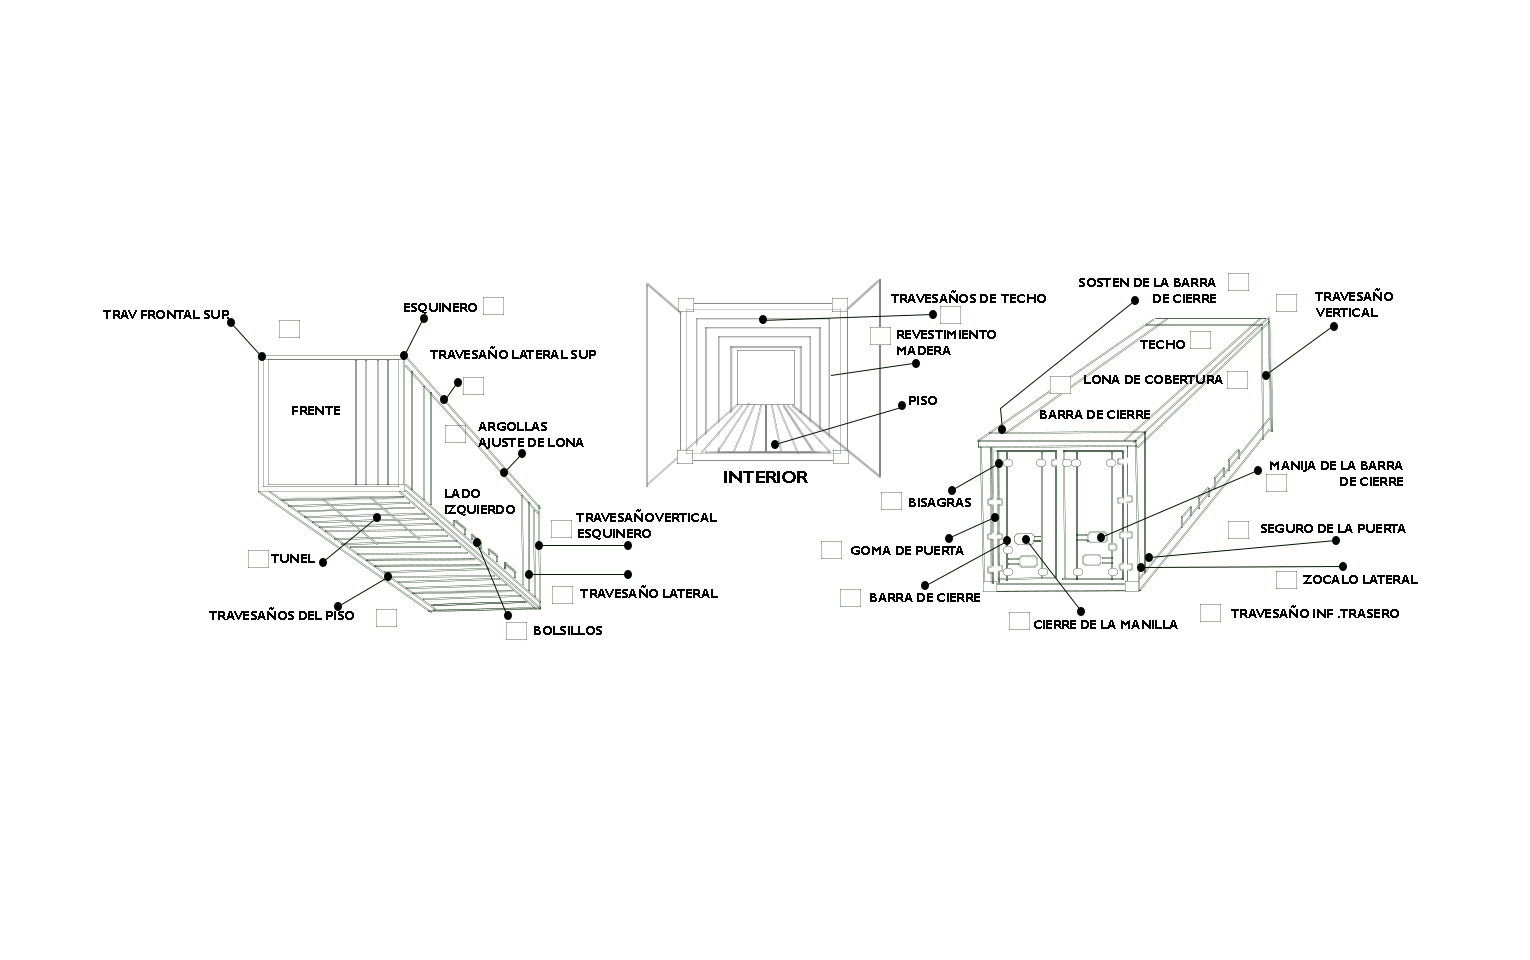 TRAV FRONTAL SUP
ESQUINERO
TRAVESAÑO LATERAL SUP
FRENTE
ARGOLLAS
AJUSTE DE LONA
LADO
IZQUIERDO
TRAVESAÑOVERTICAL
ESQUINERO
TUNEL
TRAVESAÑO LATERAL
TRAVESAÑOS DEL PISO
BOLSILLOS
TRAVESAÑOS DE TECHO
REVESTIMIENTO
MADERA
PISO
INTERIOR
SOSTEN DE LA BARRA
DE CIERRE
TRAVESAÑO
VERTICAL
TECHO
LONA DE COBERTURA
BARRA DE CIERRE
MANIJA DE LA BARRA
DE CIERRE
BISAGRAS
SEGURO DE LA PUERTA
GOMA DE PUERTA
ZOCALO LATERAL
BARRA DE CIERRE
TRAVESAÑO INF .TRASERO
CIERRE DE LA MANILLA